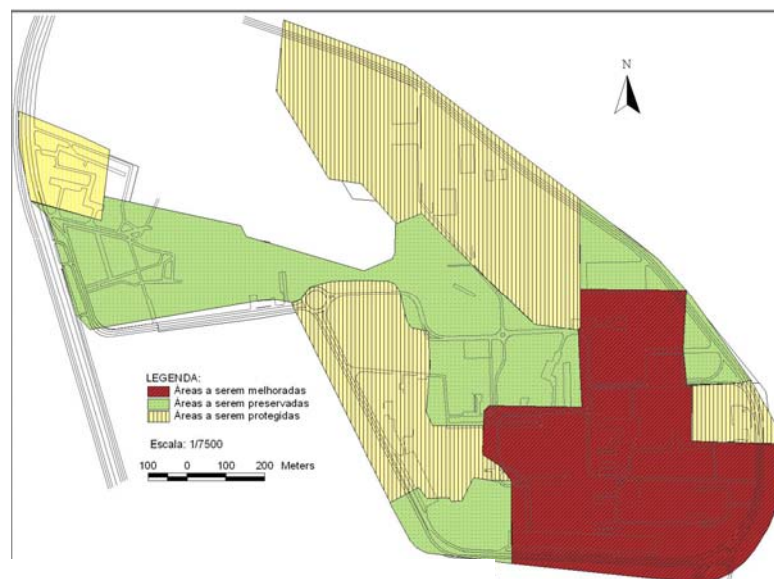 N
LEGENDA:
Áreas a serem melhoradas
Áreas a serem preservadas
Áreas a serem protegidas
Escala: 1/7500
100 0 100 200 Meters